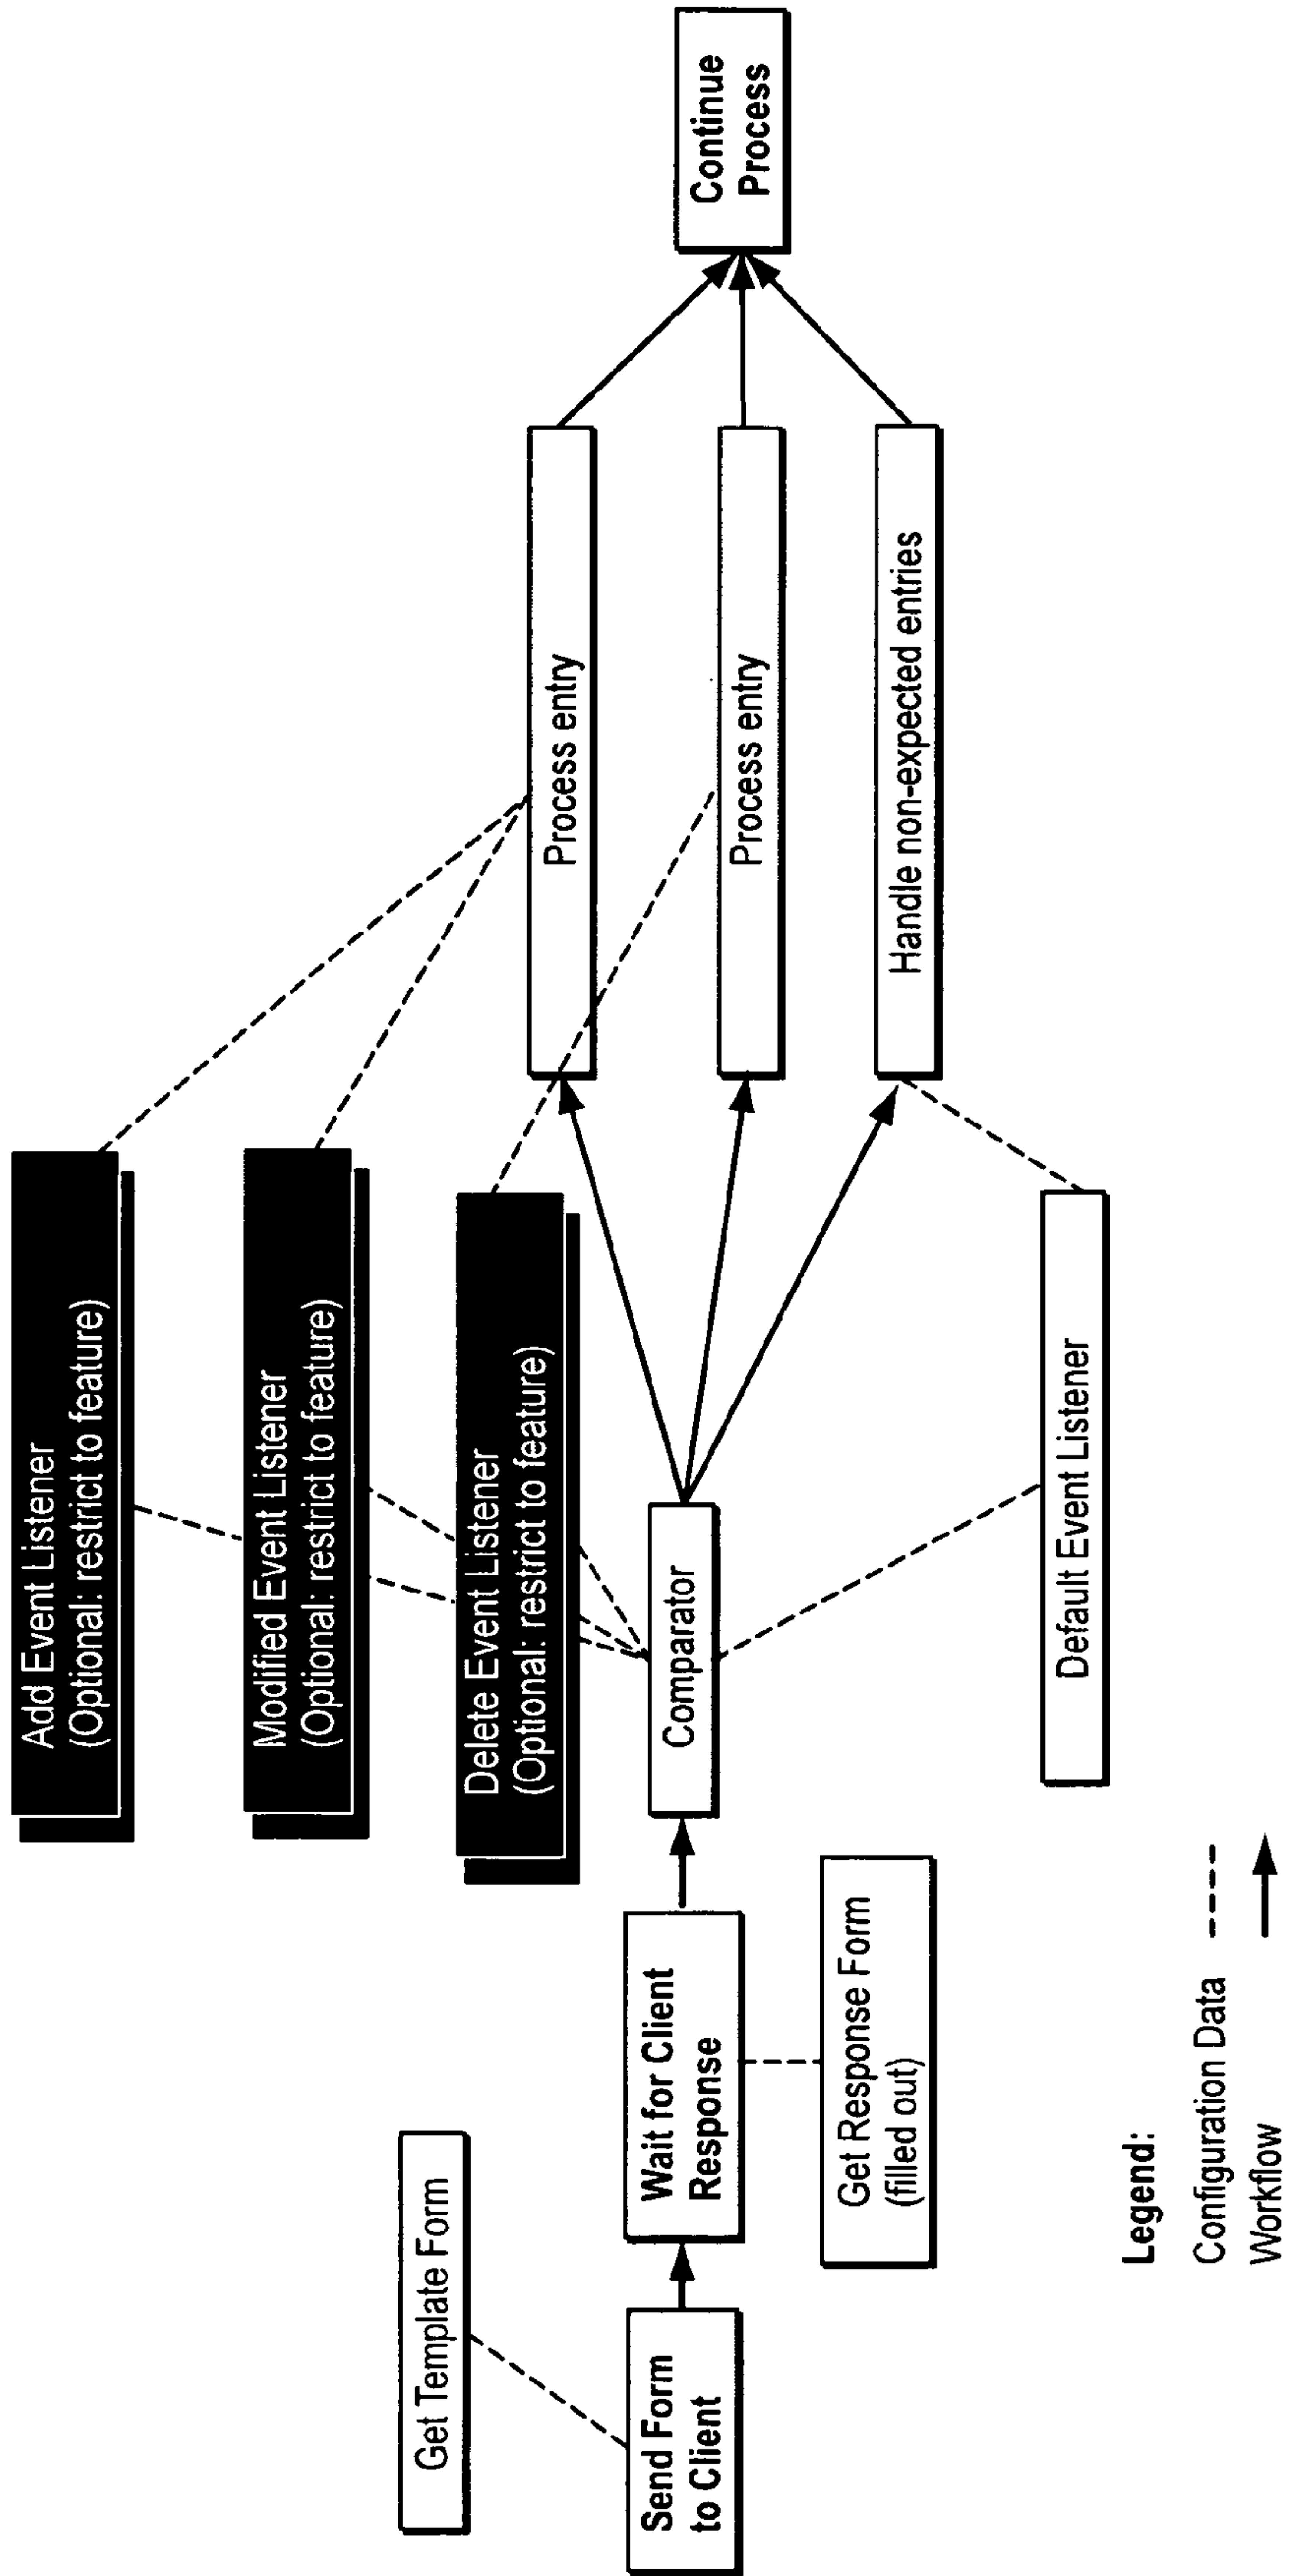 Add Event Listener
(Optional: restrict to feature)
Modified Event Listener
(Optional: restrict to feature)
Get Template Form
Delete Event Listener
(Optional: restrict to feature)
Process entry
Send Form
to Client
Wait for Client
Response
Comparator
Process entry
Continue
Process
Get Response Form
(filled out)
Handle non-expected entries
Default Event Listener
Legend:
Configuration Data
Workflow